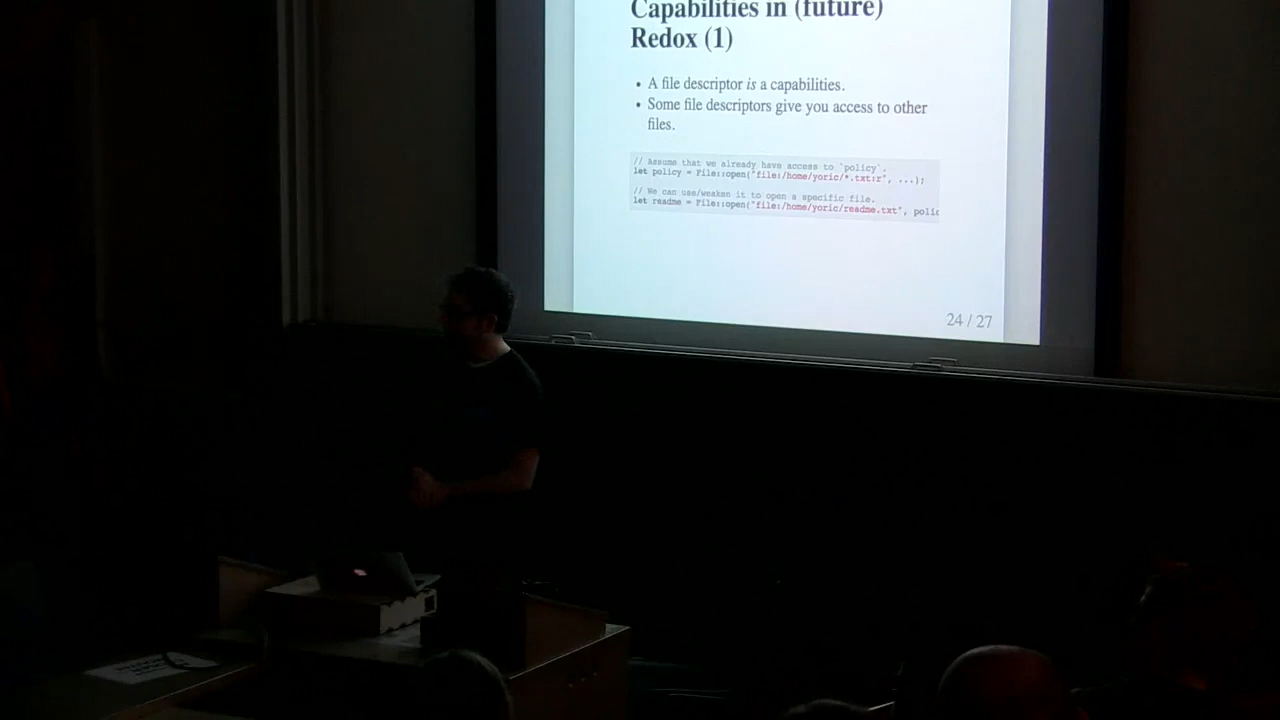 Capabilities in (future)
Redox (1)
• A file descriptor is a capabilities.
• Some file descriptors give you access to other
files.
// Assume that we already have access to `policy`.
let policy = File::open("file:/home/yoric/*.txt:r", ...);
// We can use/weaken it to open a specific file.
let readme = File::open("file:/home/yoric/readme.txt", polic
24 / 27